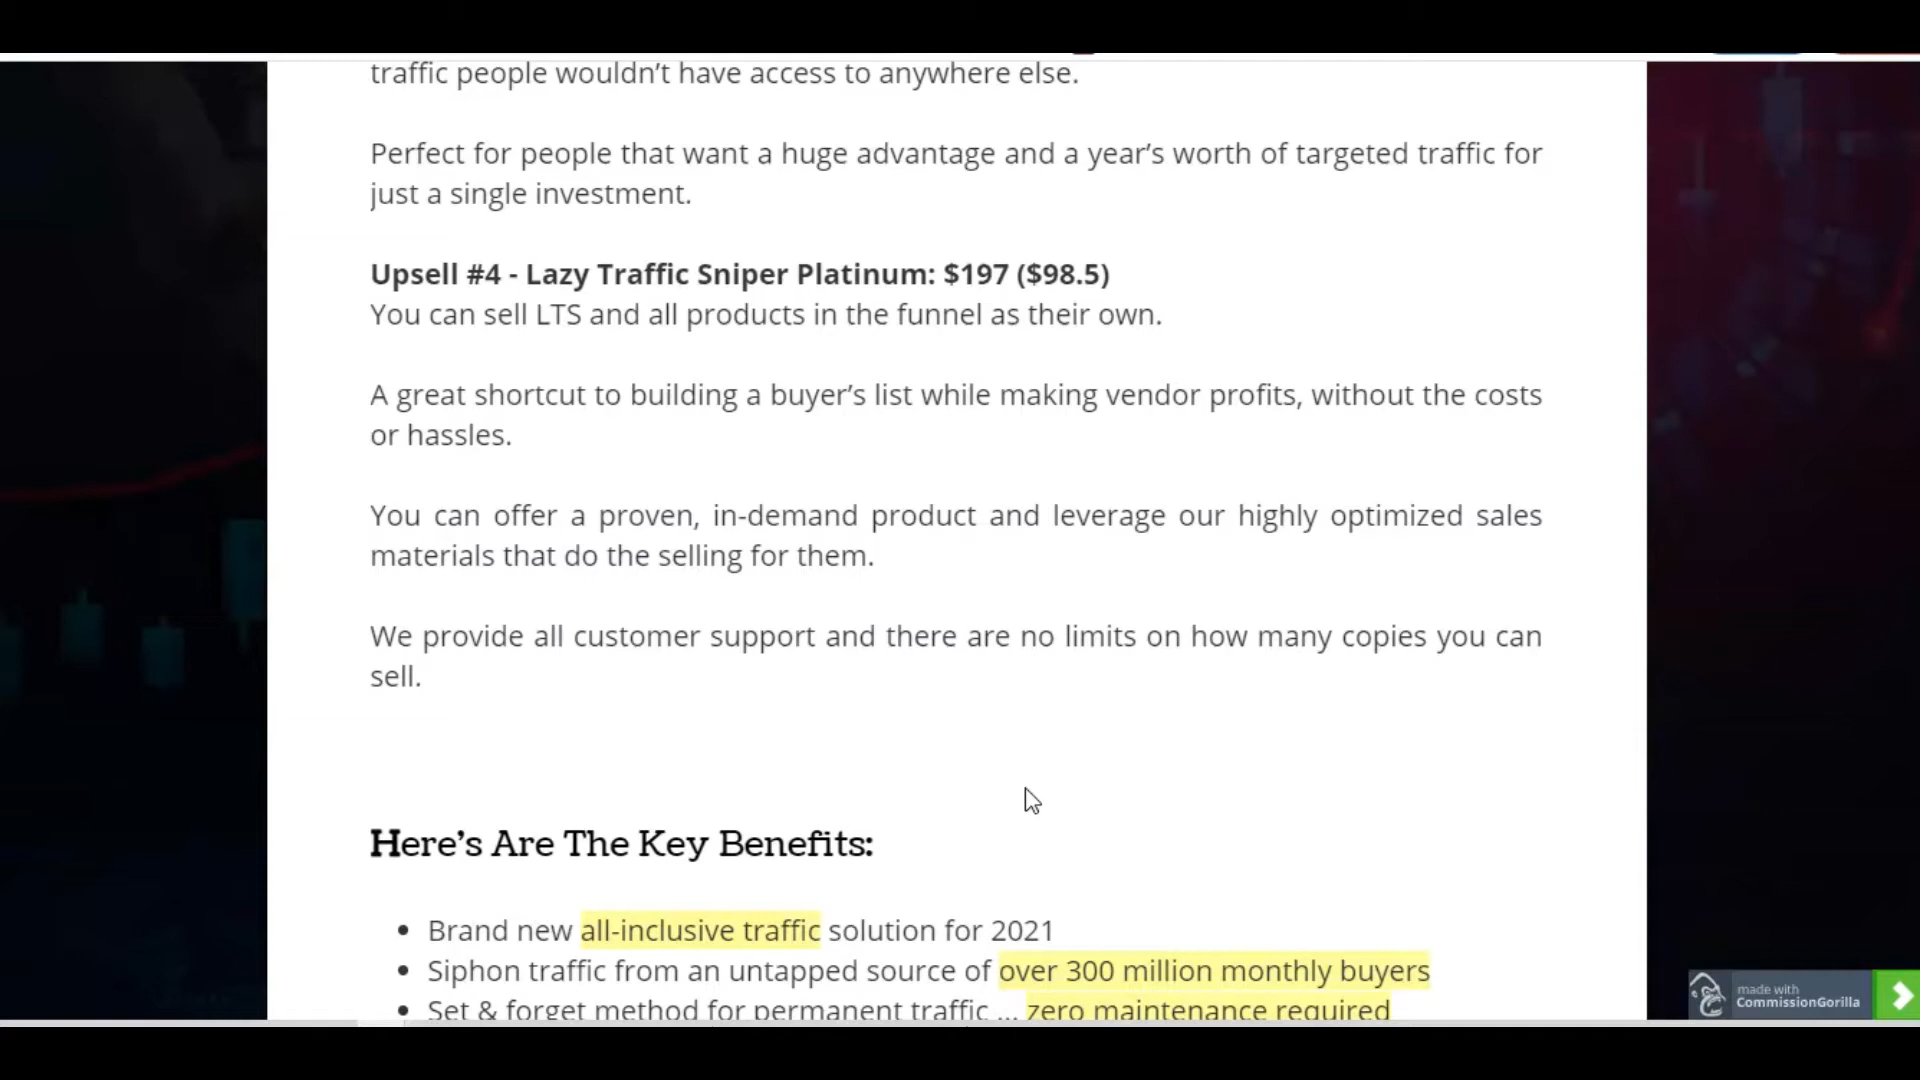 traffic people wouldn’t have access to anywhere else.
Perfect for people that want a huge advantage and a year’s worth of targeted traffic for
just a single investment.
Upsell #4 - Lazy Traffic Sniper Platinum: $197 ($98.5)
You can sell LTS and all products in the funnel as their own.
A great shortcut to building a buyer’s list while making vendor profits, without the costs
or hassles.
You can offer a proven, in-demand product and leverage our highly optimized sales
materials that do the selling for them.
We provide all customer support and there are no limits on how many copies you can
sell.
Here’s Are The Key Benefits:
• Brand new all-inclusive traffic solution for 2021
• Siphon traffic from an untapped source of over 300 million monthly buyers
• Set & forget method for permanent traffic ... zero maintenance required
made with
CommissionGorilla